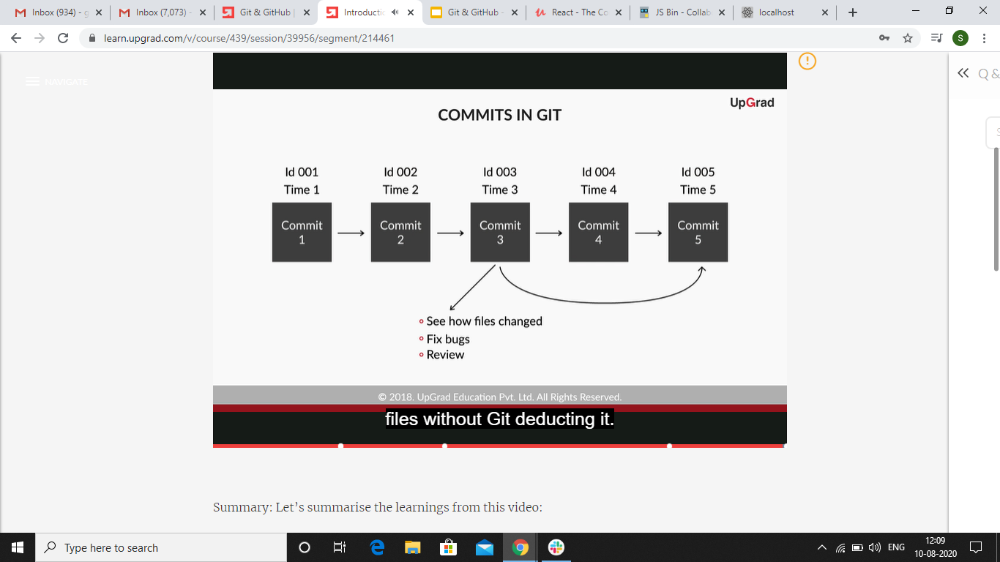 Inbox (934) - g
Inbox (7,073) -
Git & GitHub |
Introductio
Git & GitHub -
React - The Co
JS Bin - Collab
localhost
learn.upgrad.com/v/course/439/session/39956/segment/214461
S
NAVIGATE
Q &
UpGrad
COMMITS IN GIT
Id 001 Id 002 Id 003 Id 004 Id 005
Time 1 Time 2 Time 3 Time 4 Time 5
Commit Commit Commit Commit Commit
1 2 3 4 5
See how files changed
Fix bugs
Review
© 2018. UpGrad Education Pvt. Ltd. All Rights Reserved.
files without Git deducting it.
Summary: Let’s summarise the learnings from this video:
Type here to search
ENG
12:09
10-08-2020